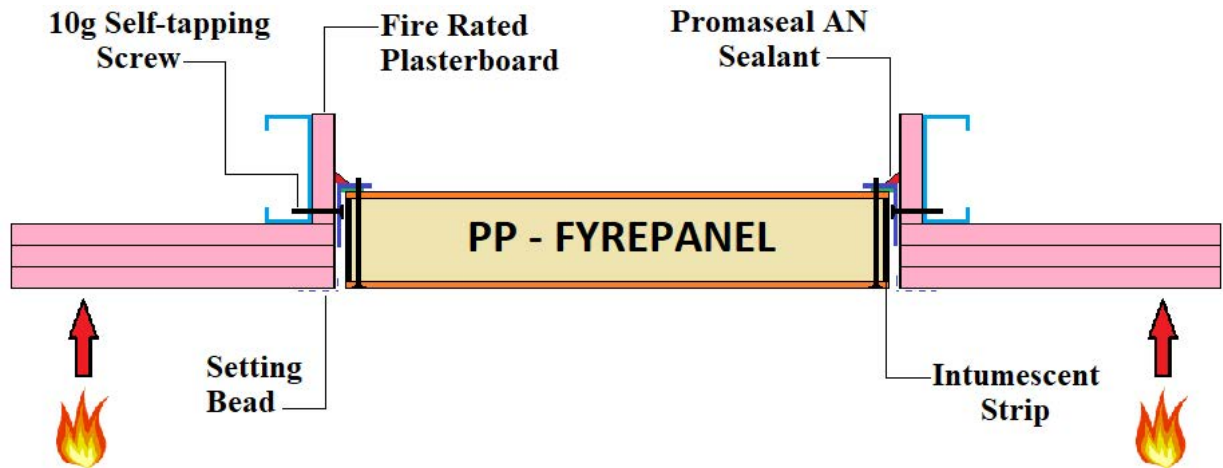 10g Self-tapping
Screw
Fire Rated
Plasterboard
Promaseal AN
Sealant
PP - FYREPANEL
Setting
Bead
Intumescent
Strip